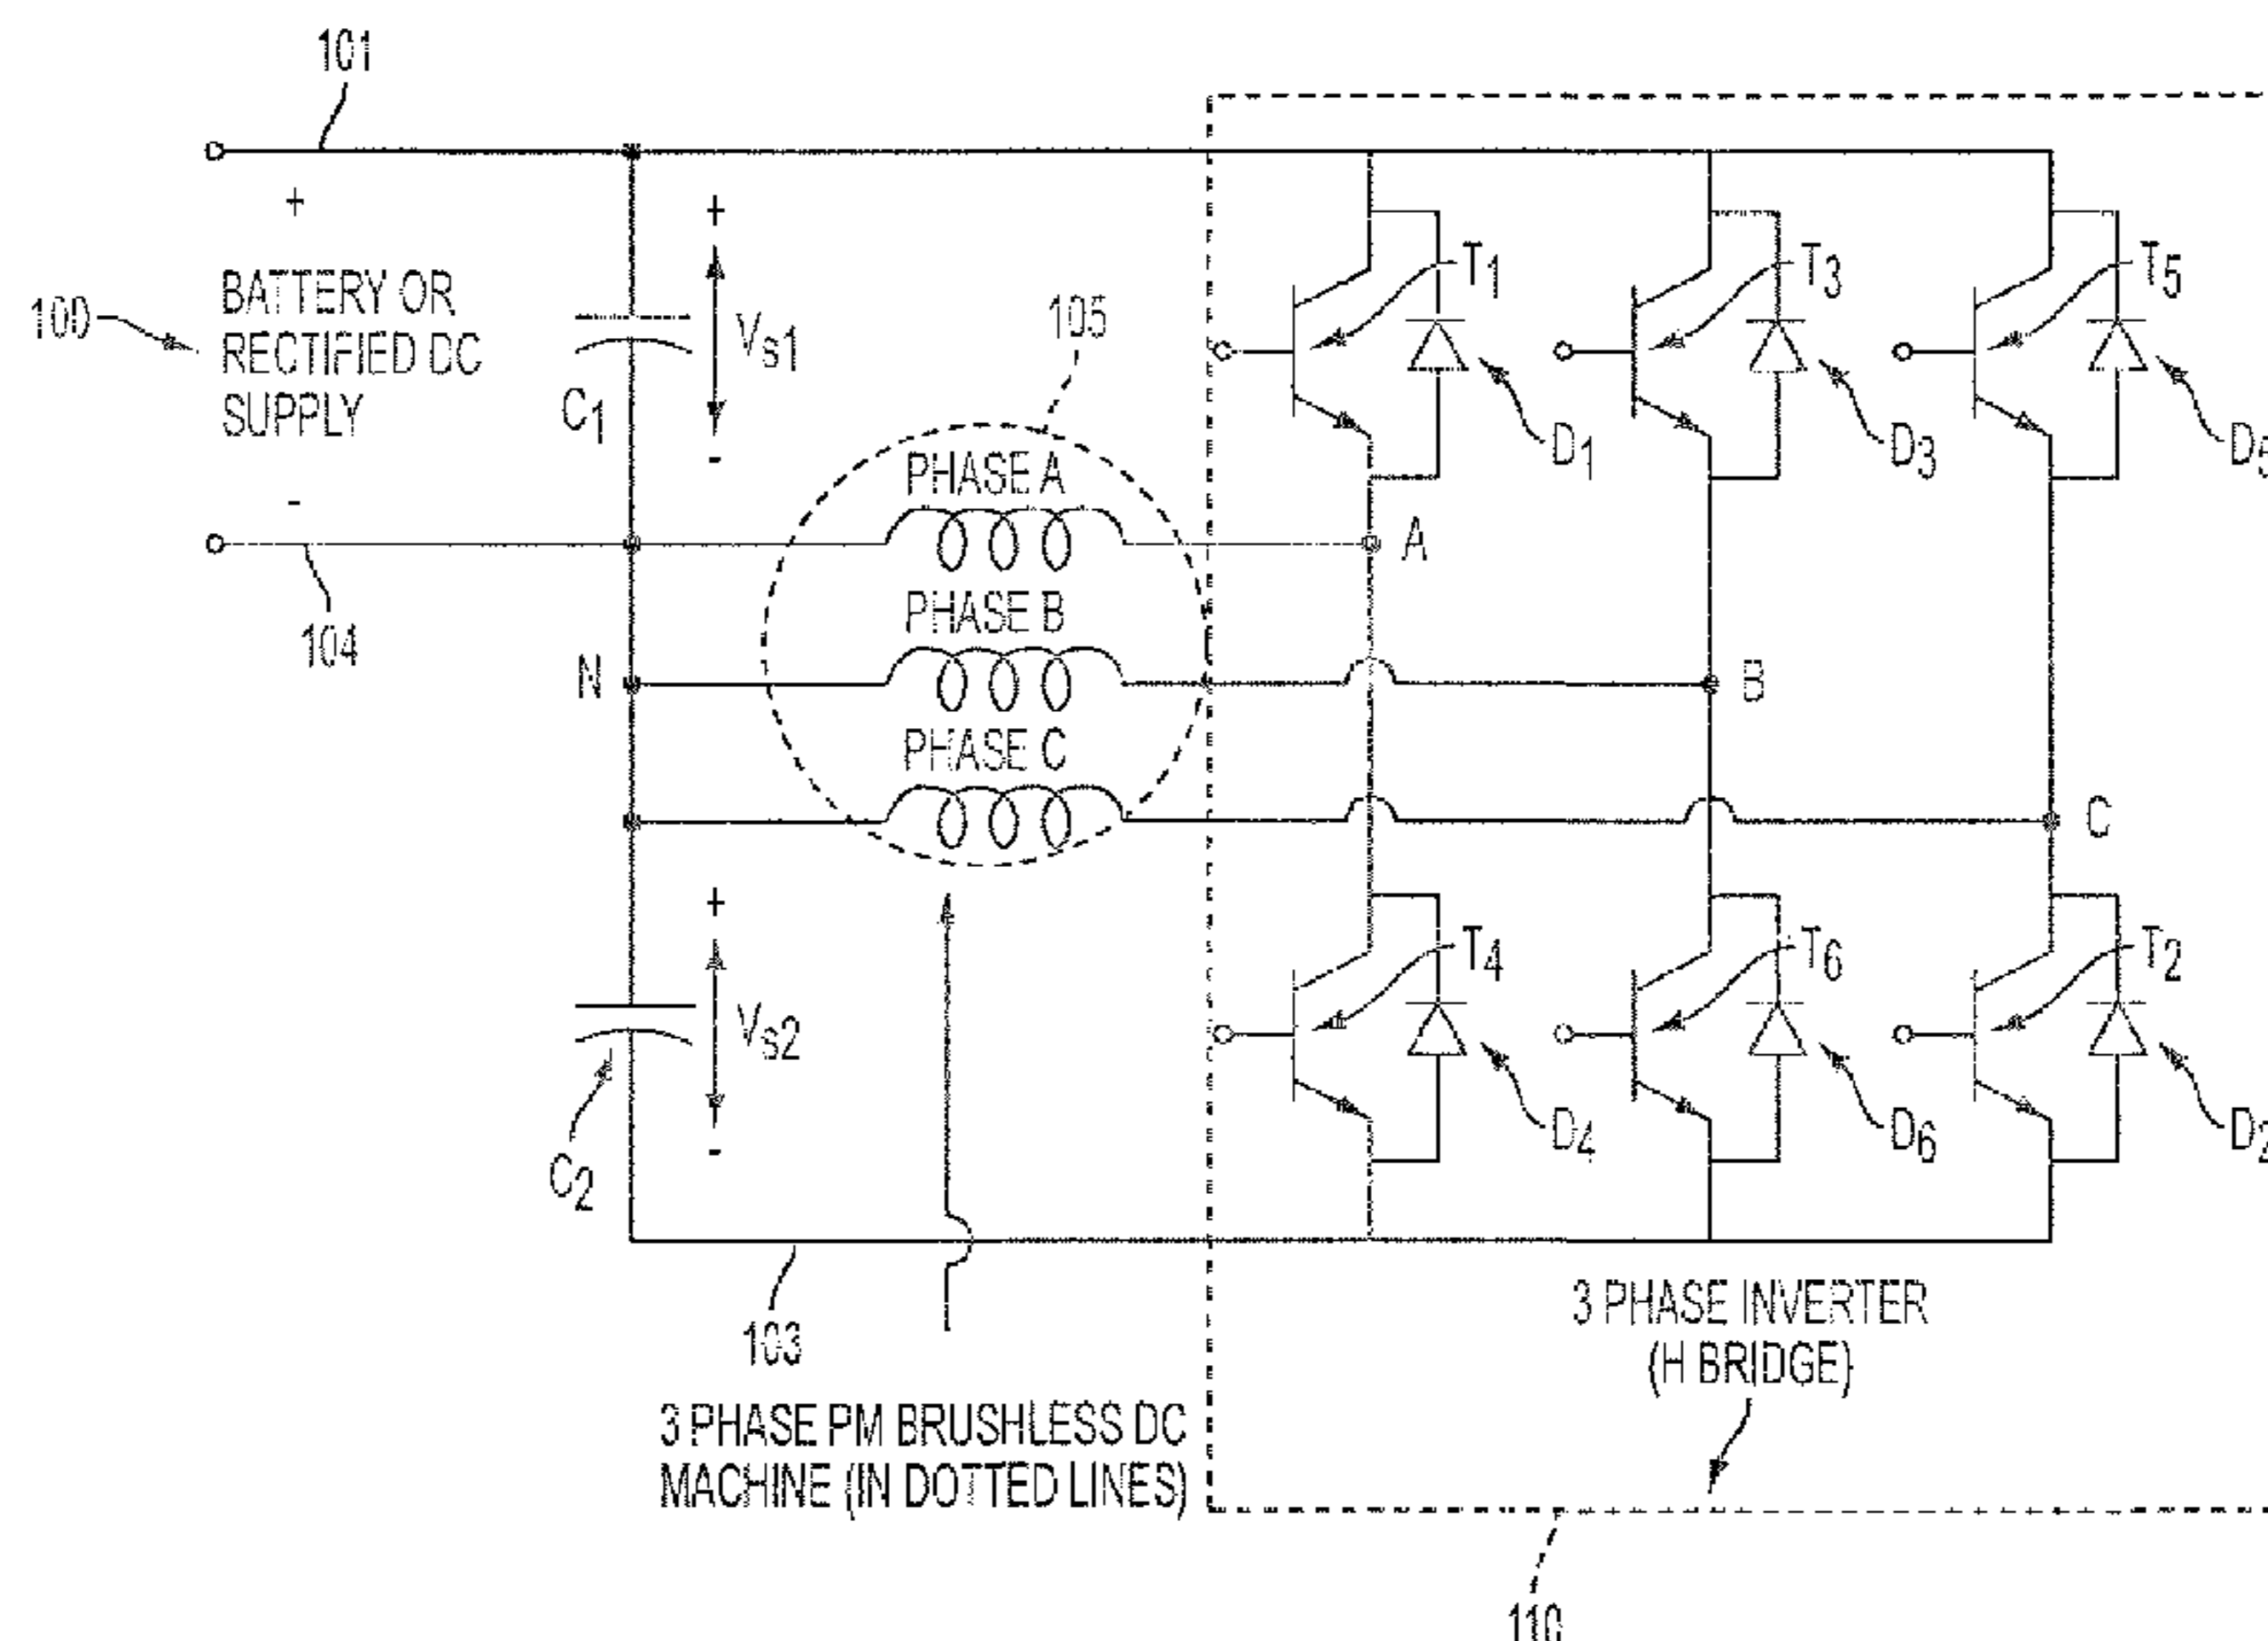 101
+
BATTERY OR
RECTIFIED DC
SUPPLY
-
100
104
C1
+
Vs1
-
105
PHASE A
PHASE B
PHASE C
N
A
B
C
T1
D1
T3
D3
T5
D5
+
Vs2
-
C2
T4
D4
T6
D6
T2
D2
103
3 PHASE PM BRUSHLESS DC
MACHINE (IN DOTTED LINES)
3 PHASE INVERTER
(H BRIDGE)
110